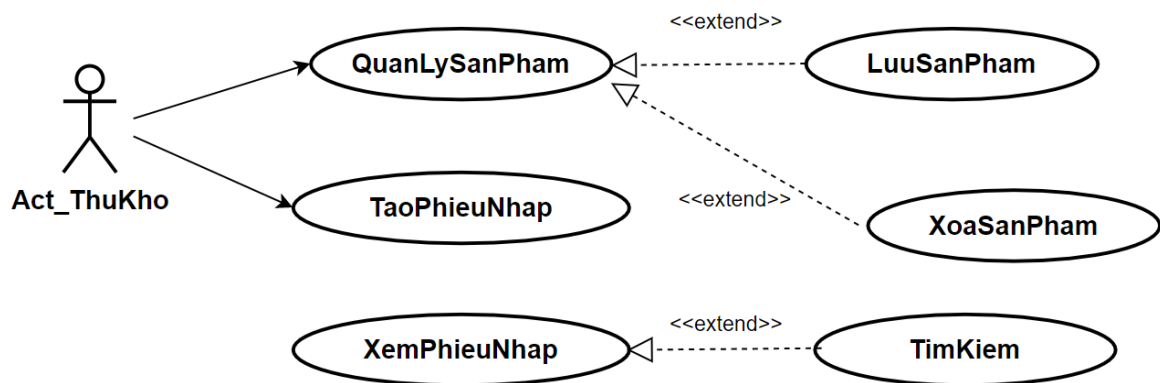 <<extend>>
QuanLySanPham
LuuSanPham
Act_ThuKho
TaoPhieuNhap
<<extend>>
XoaSanPham
<<extend>>
XemPhieuNhap
TimKiem